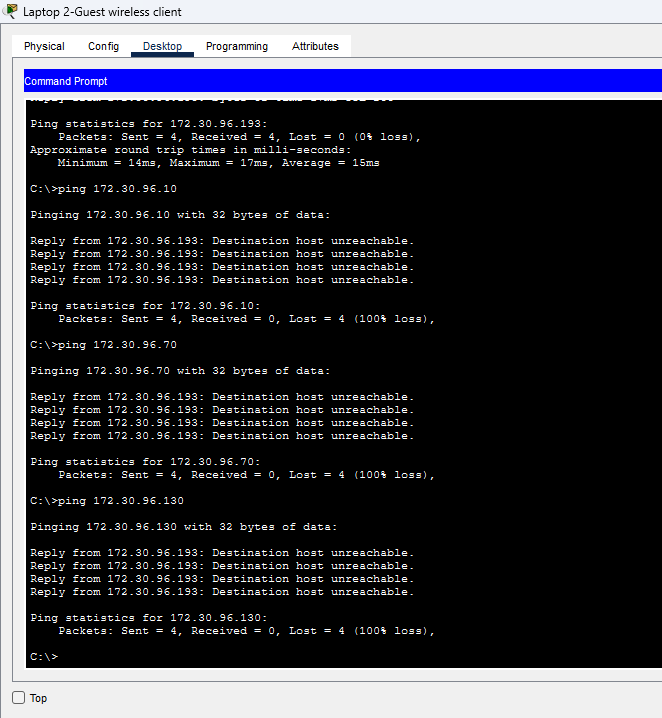 Laptop 2-Guest wireless client
Physical Config Desktop Programming Attributes
Command Prompt
Ping statistics for 172.30.96.193:
Packets: Sent = 4, Received = 4, Lost = 0 (0% loss),
Approximate round trip times in milli-seconds:
Minimum = 14ms, Maximum = 17ms, Average = 15ms
C:\>ping 172.30.96.10
Pinging 172.30.96.10 with 32 bytes of data:
Reply from 172.30.96.193: Destination host unreachable.
Reply from 172.30.96.193: Destination host unreachable.
Reply from 172.30.96.193: Destination host unreachable.
Reply from 172.30.96.193: Destination host unreachable.
Ping statistics for 172.30.96.10:
Packets: Sent = 4, Received = 0, Lost = 4 (100% loss),
C:\>ping 172.30.96.70
Pinging 172.30.96.70 with 32 bytes of data:
Reply from 172.30.96.193: Destination host unreachable.
Reply from 172.30.96.193: Destination host unreachable.
Reply from 172.30.96.193: Destination host unreachable.
Reply from 172.30.96.193: Destination host unreachable.
Ping statistics for 172.30.96.70:
Packets: Sent = 4, Received = 0, Lost = 4 (100% loss),
C:\>ping 172.30.96.130
Pinging 172.30.96.130 with 32 bytes of data:
Reply from 172.30.96.193: Destination host unreachable.
Reply from 172.30.96.193: Destination host unreachable.
Reply from 172.30.96.193: Destination host unreachable.
Reply from 172.30.96.193: Destination host unreachable.
Ping statistics for 172.30.96.130:
Packets: Sent = 4, Received = 0, Lost = 4 (100% loss),
C:\>
Top